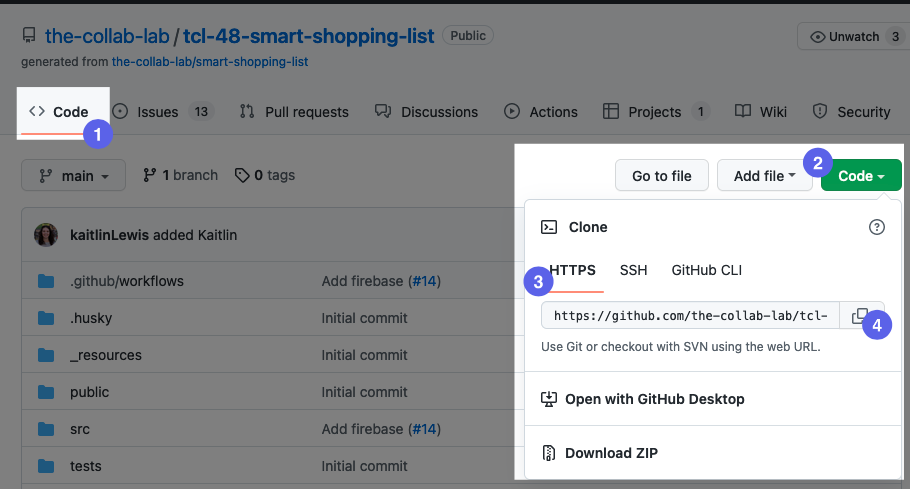 the-collab-lab / tcl-48-smart-shopping-list Public
Unwatch 3
generated from the-collab-lab/smart-shopping-list
<> Code Issues 13 Pull requests Discussions Actions Projects 1 Wiki Security
1
main 1 branch 0 tags
Go to file Add file 2 Code
kaitlinLewis added Kaitlin
Clone
.github/workflows Add firebase (#14)
3 HTTPS SSH GitHub CLI
.husky Initial commit
https://github.com/the-collab-lab/tcl-
4
_resources Initial commit
Use Git or checkout with SVN using the web URL.
public Initial commit
Open with GitHub Desktop
src Add firebase (#14)
Download ZIP
tests Initial commit